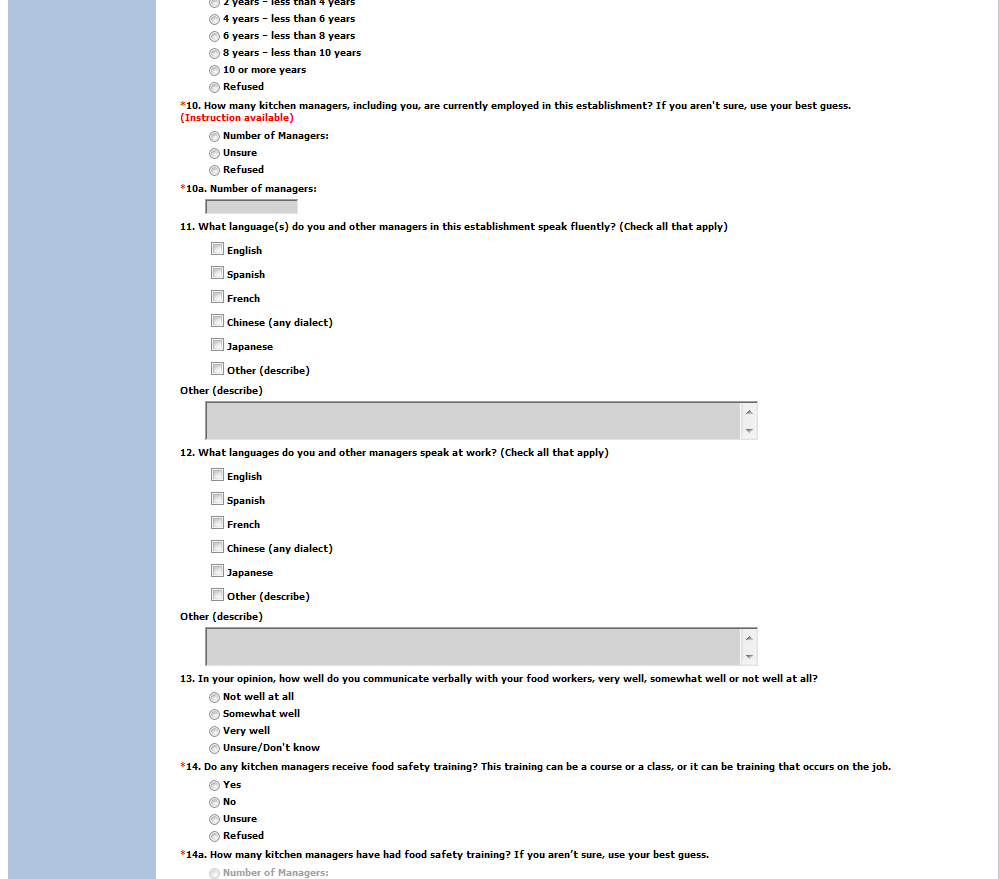 2 years – less than 4 years
4 years – less than 6 years
6 years – less than 8 years
8 years – less than 10 years
10 or more years
Refused
*10. How many kitchen managers, including you, are currently employed in this establishment? If you aren't sure, use your best guess.
(Instruction available)
Number of Managers:
Unsure
Refused
*10a. Number of managers:
11. What language(s) do you and other managers in this establishment speak fluently? (Check all that apply)
English
Spanish
French
Chinese (any dialect)
Japanese
Other (describe)
Other (describe)
12. What languages do you and other managers speak at work? (Check all that apply)
English
Spanish
French
Chinese (any dialect)
Japanese
Other (describe)
Other (describe)
13. In your opinion, how well do you communicate verbally with your food workers, very well, somewhat well or not well at all?
Not well at all
Somewhat well
Very well
Unsure/Don't know
*14. Do any kitchen managers receive food safety training? This training can be a course or a class, or it can be training that occurs on the job.
Yes
No
Unsure
Refused
*14a. How many kitchen managers have had food safety training? If you aren’t sure, use your best guess.
Number of Managers: